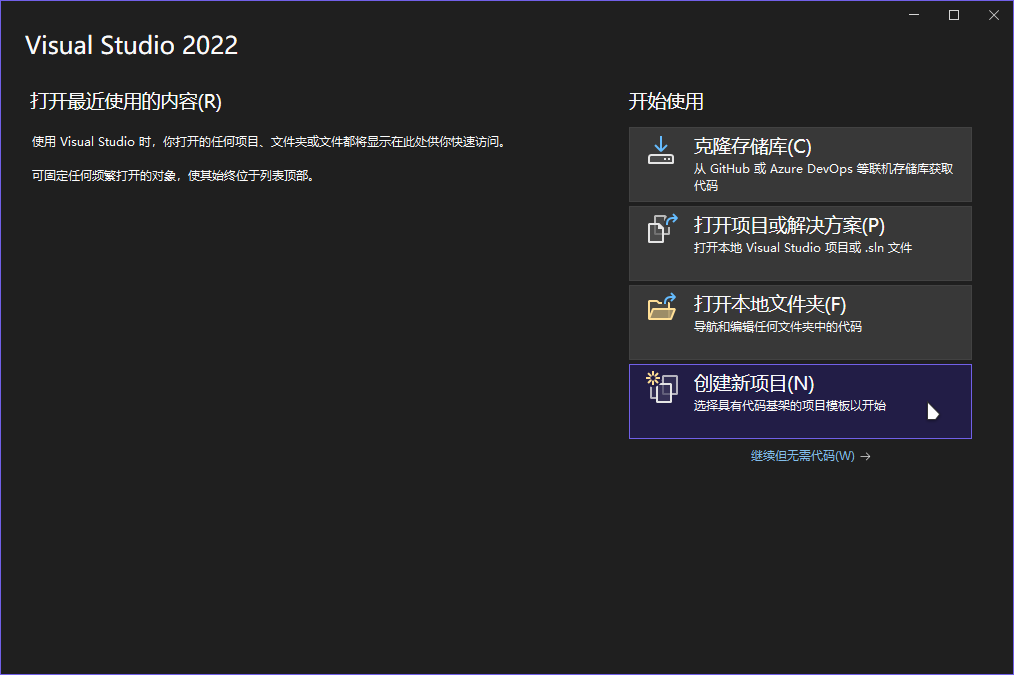 Visual Studio 2022
打开最近使用的内容(R)
使用 Visual Studio 时，你打开的任何项目、文件夹或文件都将显示在此处供你快速访问。
可固定任何频繁打开的对象，使其始终位于列表顶部。
开始使用
克隆存储库(C)
从 GitHub 或 Azure DevOps 等联机存储库获取
代码
打开项目或解决方案(P)
打开本地 Visual Studio 项目或 .sln 文件
打开本地文件夹(F)
导航和编辑任何文件夹中的代码
创建新项目(N)
选择具有代码基架的项目模板以开始
继续但无需代码(W) →